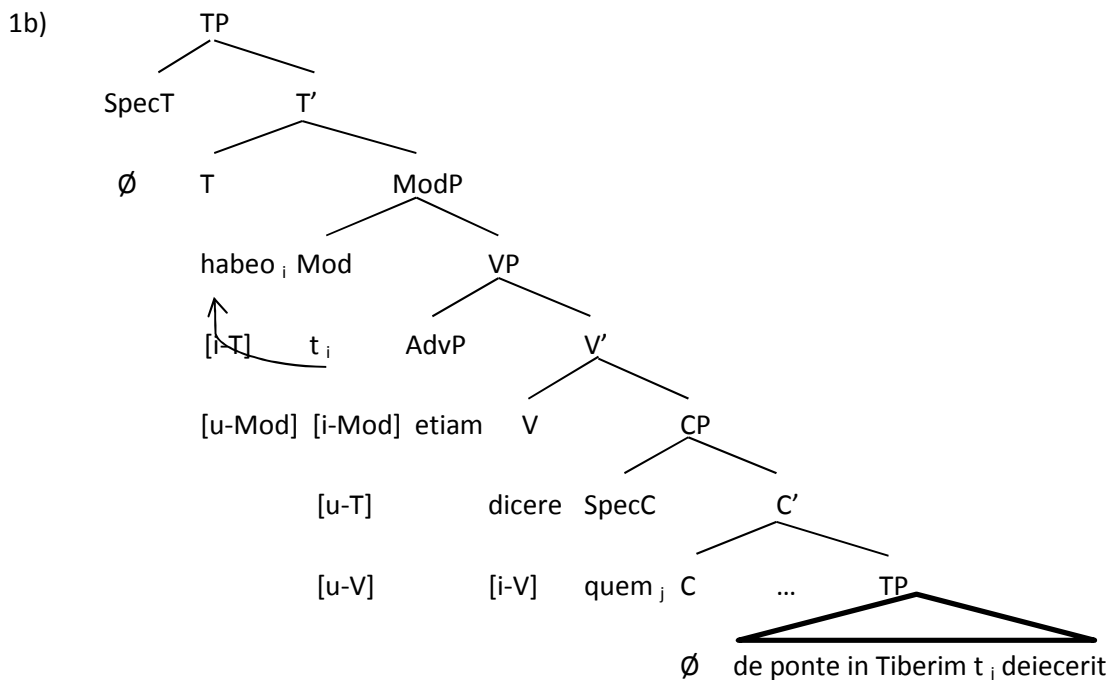 1b) TP
SpecT T’
Ø T ModP
habeo i Mod VP
[i-T] t i AdvP V’
[u-Mod] [i-Mod] etiam V CP
[u-T] dicere SpecC C’
[u-V] [i-V] quem j C … TP
Ø de ponte in Tiberim t j deiecerit